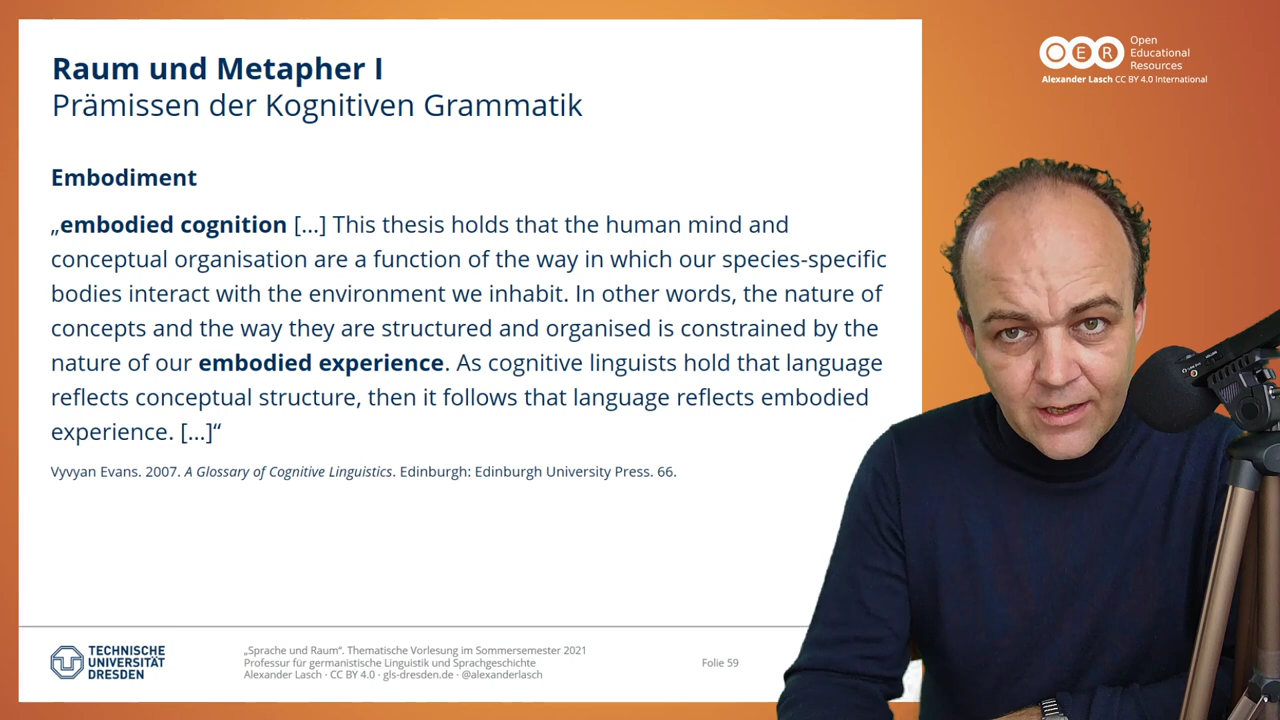 Raum und Metapher I
Prämissen der Kognitiven Grammatik
Embodiment
„embodied cognition […] This thesis holds that the human mind and
conceptual organisation are a function of the way in which our species-specific
bodies interact with the environment we inhabit. In other words, the nature of
concepts and the way they are structured and organised is constrained by the
nature of our embodied experience. As cognitive linguists hold that language
reflects conceptual structure, then it follows that language reflects embodied
experience. […]“
Vyvyan Evans. 2007. A Glossary of Cognitive Linguistics. Edinburgh: Edinburgh University Press. 66.
TECHNISCHE
UNIVERSITÄT
DRESDEN
„Sprache und Raum“. Thematische Vorlesung im Sommersemester 2021
Professur für germanistische Linguistik und Sprachgeschichte
Alexander Lasch · CC BY 4.0 · gls-dresden.de · @alexanderlasch
Folie 59
OER
Open
Educational
Resources
Alexander Lasch CC BY 4.0 International